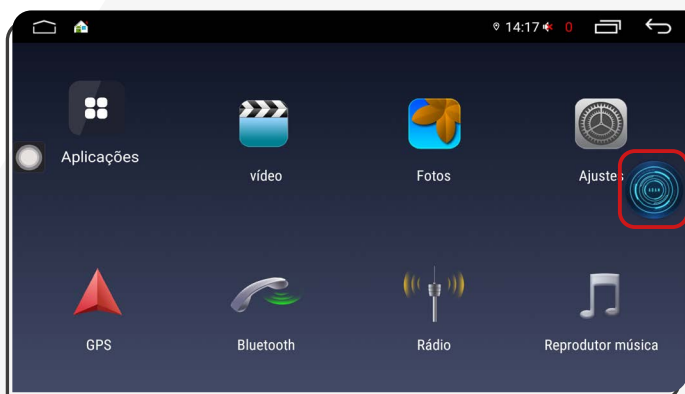 14:17 0
Aplicações
vídeo
Fotos
Ajustes
GPS
Bluetooth
Rádio
Reprodutor música